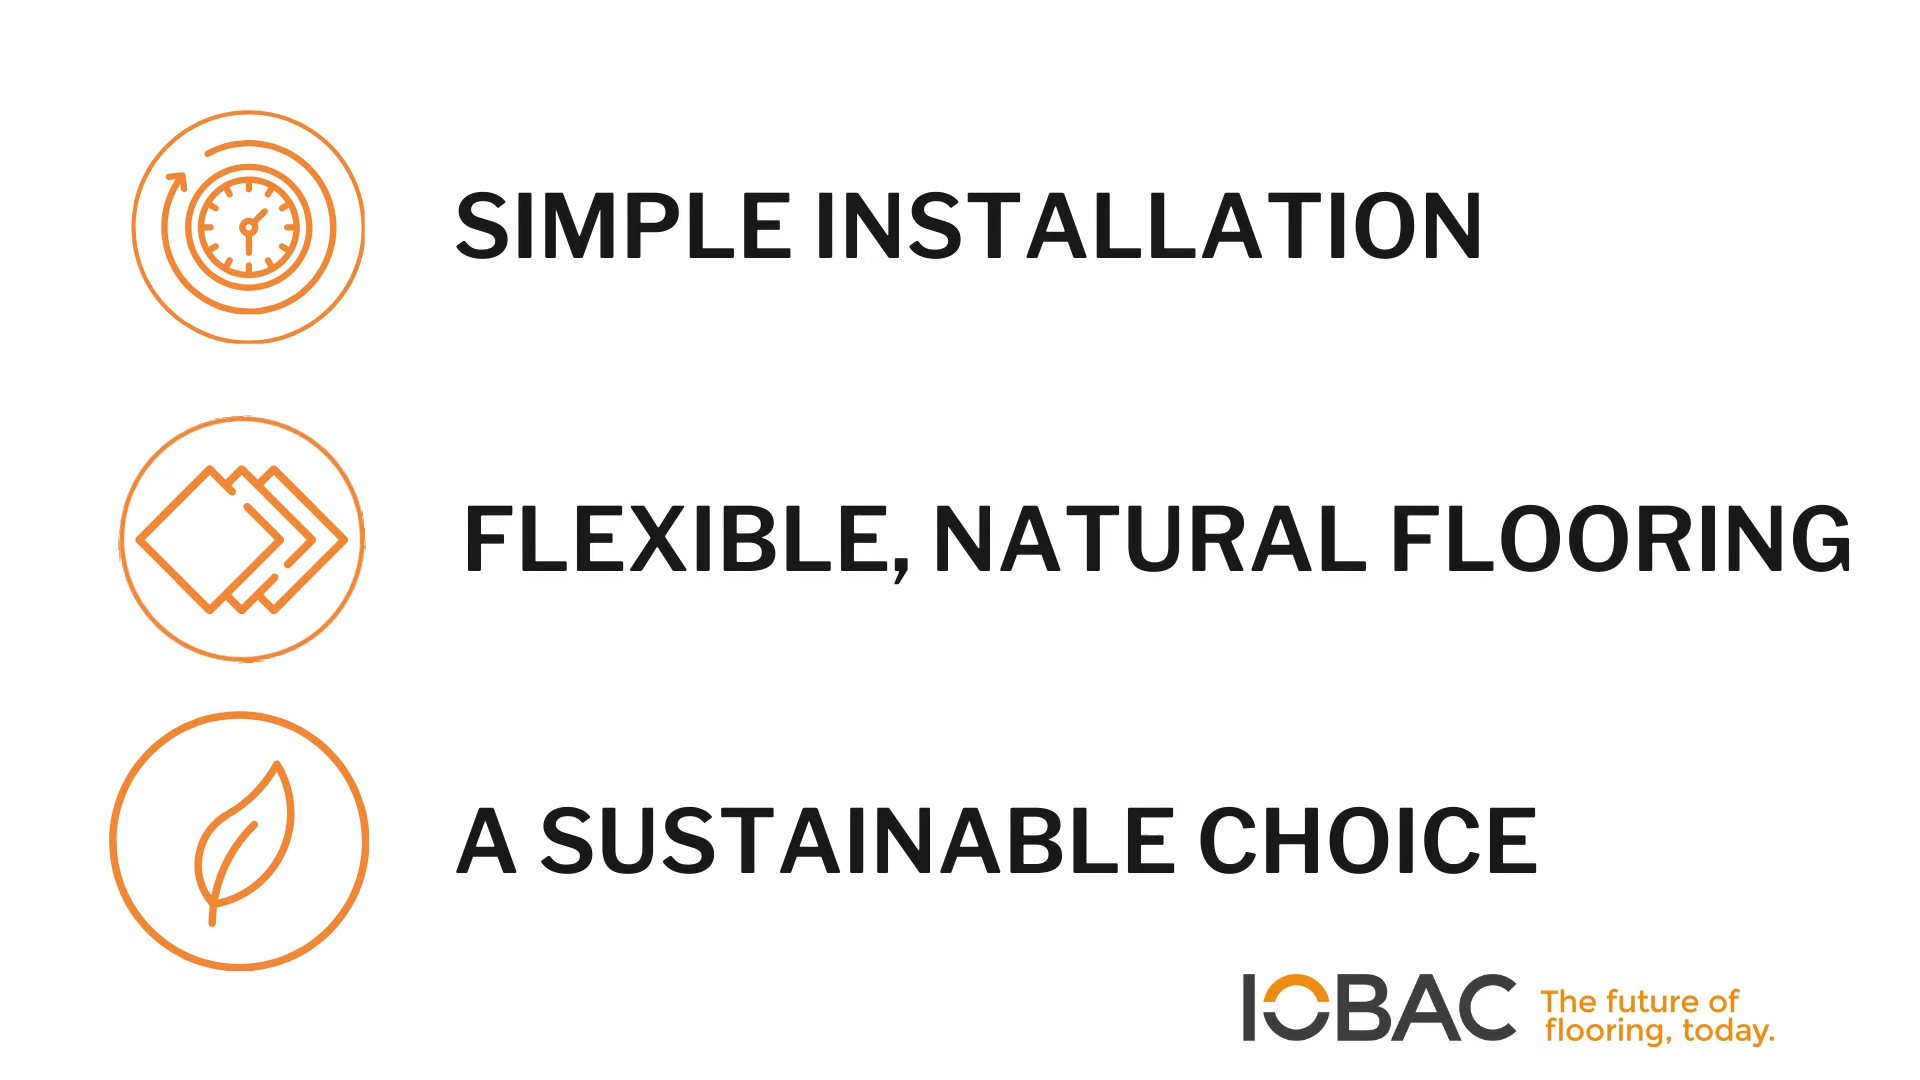 SIMPLE INSTALLATION
FLEXIBLE, NATURAL FLOORING
A SUSTAINABLE CHOICE
IOBAC
The future of
flooring, today.